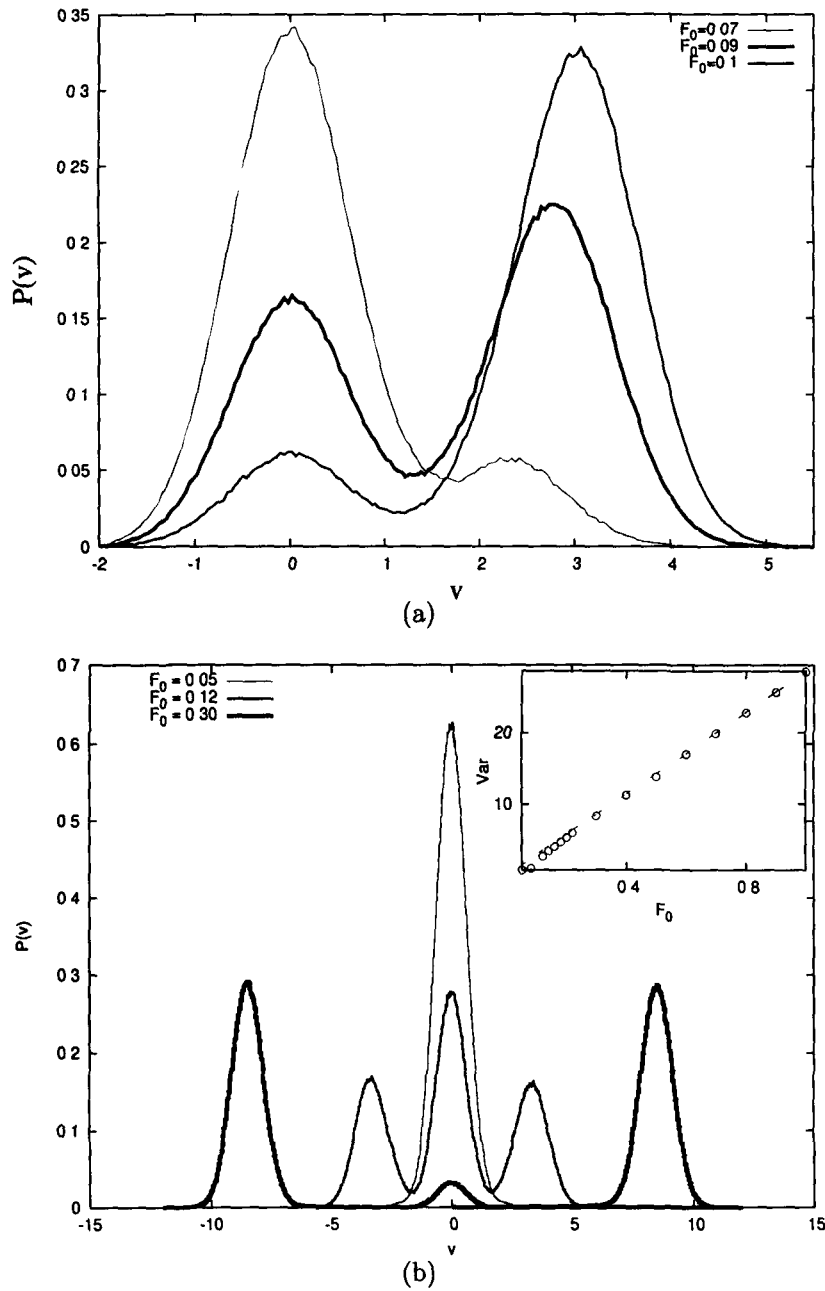 0.35
0 3
0.25
0 2
0.15
0 1
0 05
0
P(v)
F₀=0 07
F₀=0 09
F₀=0 1
-2 -1 0 1 2 3 4 5
v
(a)
0 7
0 6
0 5
0 4
0 3
0 2
0 1
0
P(v)
F₀ = 0 05
F₀ = 0 12
F₀ = 0 30
Var
20
10
0 4 0 8
F₀
-15 -10 -5 0 5 10 15
v
(b)